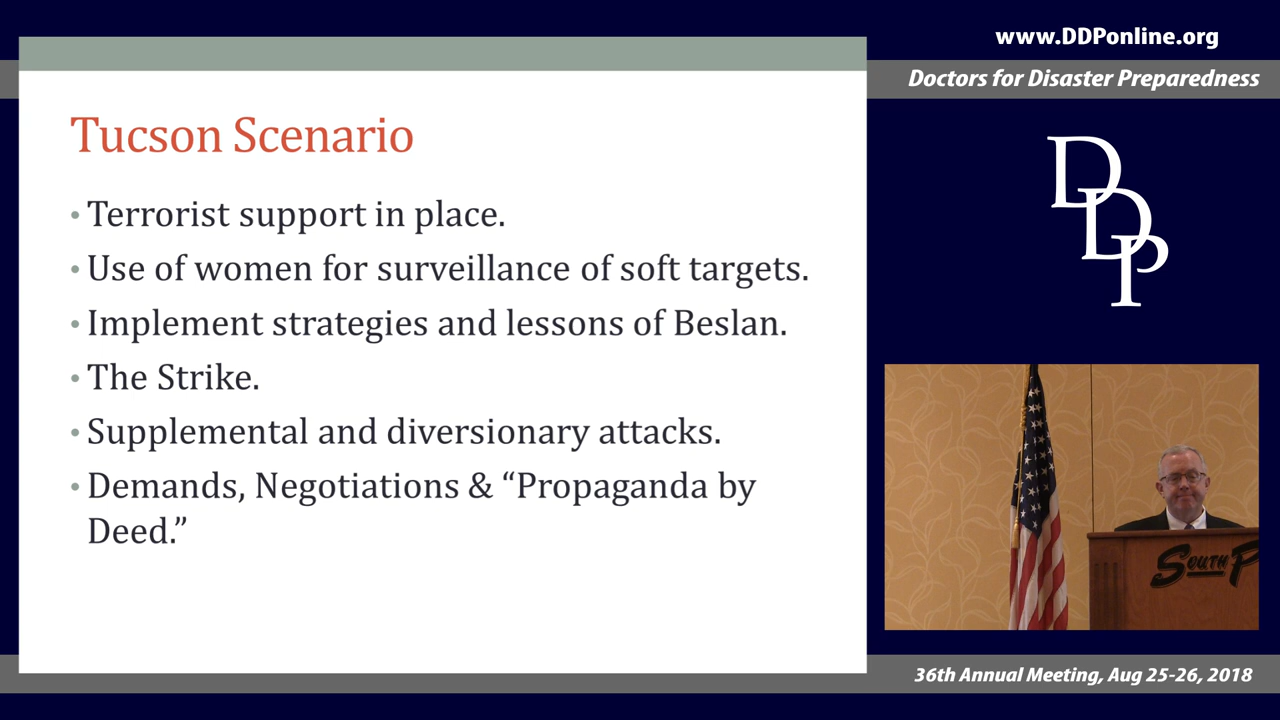 www.DDPonline.org
Doctors for Disaster Preparedness
Tucson Scenario
• Terrorist support in place.
• Use of women for surveillance of soft targets.
• Implement strategies and lessons of Beslan.
• The Strike.
• Supplemental and diversionary attacks.
• Demands, Negotiations & “Propaganda by
Deed.”
DDP
SOUTH P
36th Annual Meeting, Aug 25-26, 2018